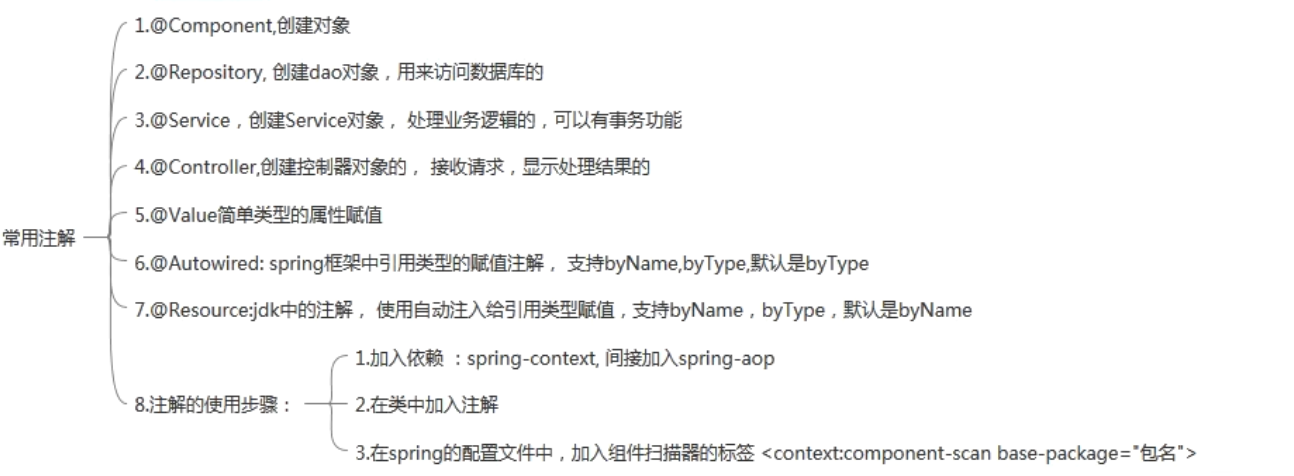 1.@Component,创建对象
2.@Repository, 创建dao对象，用来访问数据库的
3.@Service，创建Service对象， 处理业务逻辑的，可以有事务功能
4.@Controller,创建控制器对象的， 接收请求，显示处理结果的
5.@Value简单类型的属性赋值
常用注解
6.@Autowired: spring框架中引用类型的赋值注解， 支持byName,byType,默认是byType
7.@Resource:jdk中的注解， 使用自动注入给引用类型赋值，支持byName，byType，默认是byName
1.加入依赖 ：spring-context, 间接加入spring-aop
8.注解的使用步骤：
2.在类中加入注解
3.在spring的配置文件中，加入组件扫描器的标签 <context:component-scan base-package="包名">